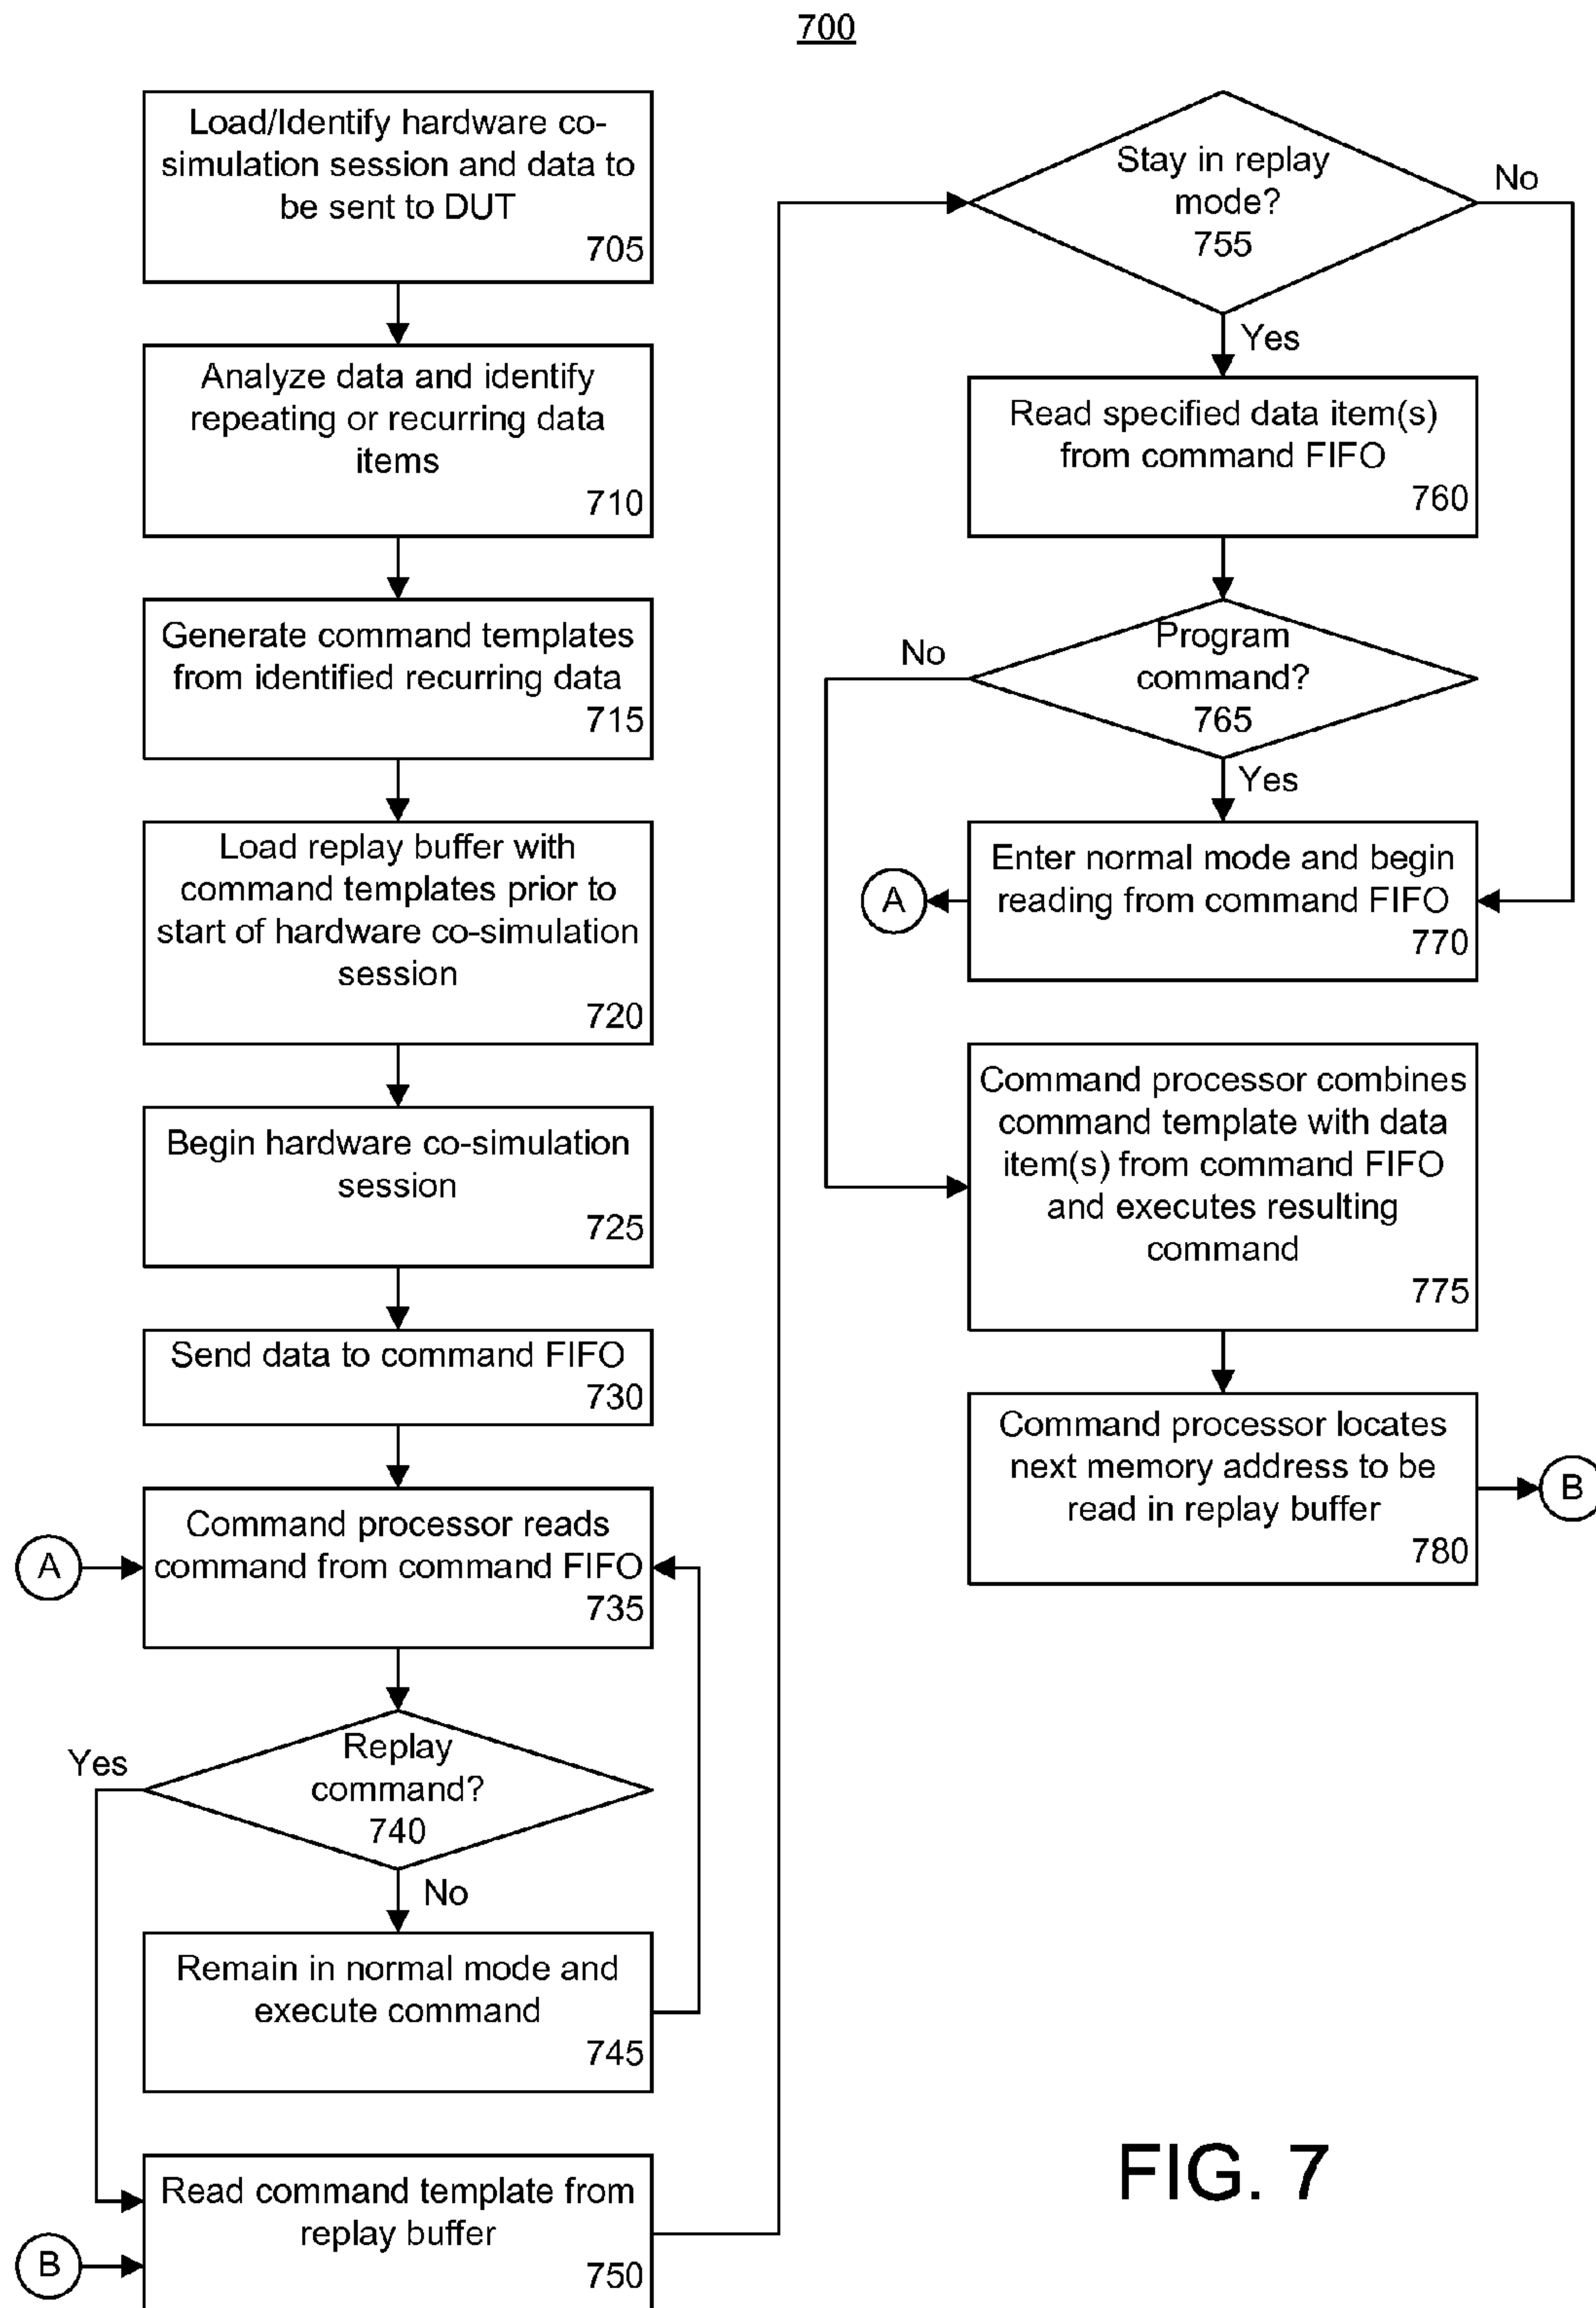 700
Load/Identify hardware co-
simulation session and data to
be sent to DUT
705
Analyze data and identify
repeating or recurring data
items
710
Generate command templates
from identified recurring data
715
Load replay buffer with
command templates prior to
start of hardware co-simulation
session
720
Begin hardware co-simulation
session
725
Send data to command FIFO
730
A
Command processor reads
command from command FIFO
735
Replay
command?
740
Yes
No
Remain in normal mode and
execute command
745
Read command template from
replay buffer
750
B
Stay in replay
mode?
755
No
Yes
Read specified data item(s)
from command FIFO
760
Program
command?
765
No
Yes
Enter normal mode and begin
reading from command FIFO
770
A
Command processor combines
command template with data
item(s) from command FIFO
and executes resulting
command
775
Command processor locates
next memory address to be
read in replay buffer
780
B
FIG. 7